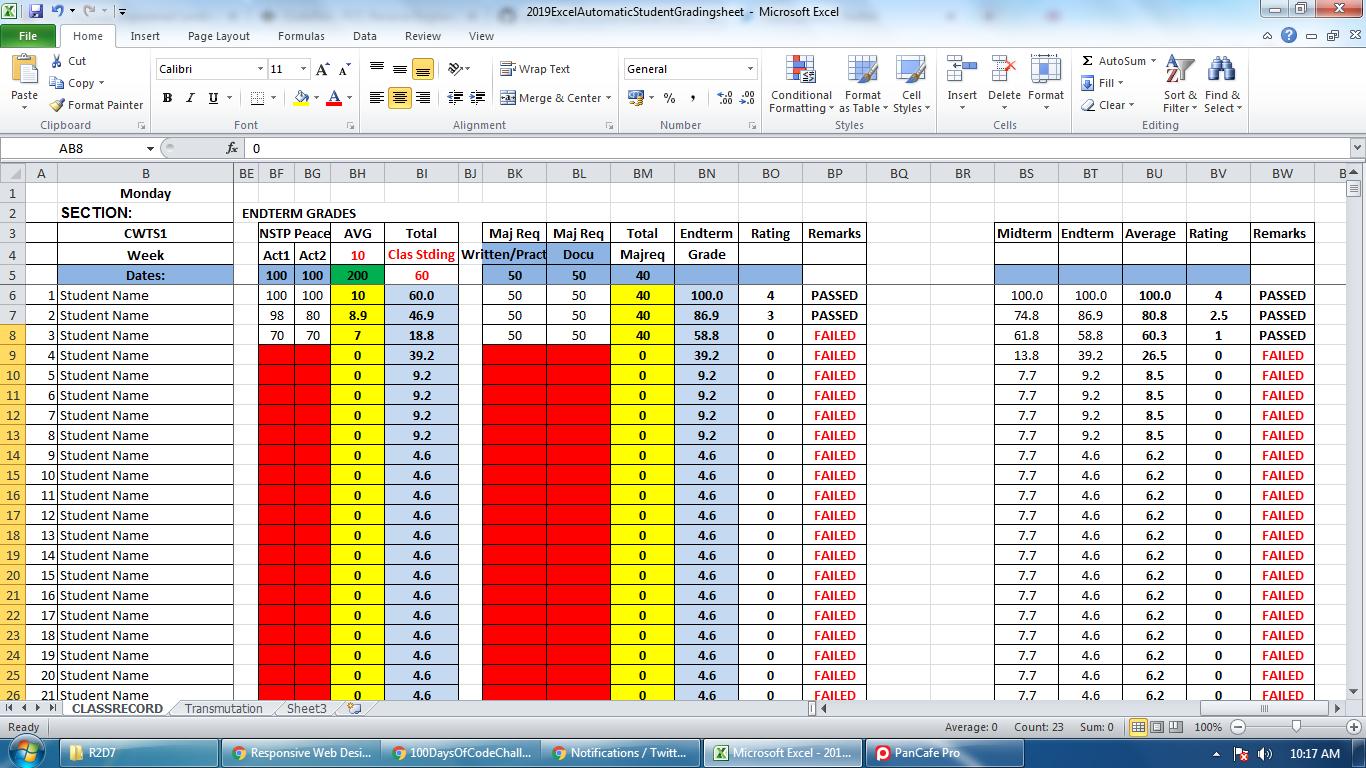 2019ExcelAutomaticStudentGradingsheet - Microsoft Excel
File Home Insert Page Layout Formulas Data Review View
Paste Cut Copy Format Painter Clipboard
Calibri 11 A A B I U A Font
Wrap Text Merge & Center Alignment
General % , .0 .00 .00 .0 Number
Conditional Formatting Format as Table Cell Styles Styles
Insert Delete Format Cells
Σ AutoSum Fill Clear Sort & Filter Find & Select Editing
AB8 fx 0
A B BE BF BG BH BI BJ BK BL BM BN BO BP BQ BR BS BT BU BV BW B
1 Monday
2 SECTION: ENDTERM GRADES
3 CWTS1 NSTP Peace AVG Total Maj Req Maj Req Total Endterm Rating Remarks Midterm Endterm Average Rating Remarks
4 Week Act1 Act2 10 Clas Stding Written/Pract Docu Majreq Grade
5 Dates: 100 100 200 60 50 50 40
6 1 Student Name 100 100 10 60.0 50 50 40 100.0 4 PASSED 100.0 100.0 100.0 4 PASSED
7 2 Student Name 98 80 8.9 46.9 50 50 40 86.9 3 PASSED 74.8 86.9 80.8 2.5 PASSED
8 3 Student Name 70 70 7 18.8 50 50 40 58.8 0 FAILED 61.8 58.8 60.3 1 PASSED
9 4 Student Name 0 39.2 0 39.2 0 FAILED 13.8 39.2 26.5 0 FAILED
10 5 Student Name 0 9.2 0 9.2 0 FAILED 7.7 9.2 8.5 0 FAILED
11 6 Student Name 0 9.2 0 9.2 0 FAILED 7.7 9.2 8.5 0 FAILED
12 7 Student Name 0 9.2 0 9.2 0 FAILED 7.7 9.2 8.5 0 FAILED
13 8 Student Name 0 9.2 0 9.2 0 FAILED 7.7 9.2 8.5 0 FAILED
14 9 Student Name 0 4.6 0 4.6 0 FAILED 7.7 4.6 6.2 0 FAILED
15 10 Student Name 0 4.6 0 4.6 0 FAILED 7.7 4.6 6.2 0 FAILED
16 11 Student Name 0 4.6 0 4.6 0 FAILED 7.7 4.6 6.2 0 FAILED
17 12 Student Name 0 4.6 0 4.6 0 FAILED 7.7 4.6 6.2 0 FAILED
18 13 Student Name 0 4.6 0 4.6 0 FAILED 7.7 4.6 6.2 0 FAILED
19 14 Student Name 0 4.6 0 4.6 0 FAILED 7.7 4.6 6.2 0 FAILED
20 15 Student Name 0 4.6 0 4.6 0 FAILED 7.7 4.6 6.2 0 FAILED
21 16 Student Name 0 4.6 0 4.6 0 FAILED 7.7 4.6 6.2 0 FAILED
22 17 Student Name 0 4.6 0 4.6 0 FAILED 7.7 4.6 6.2 0 FAILED
23 18 Student Name 0 4.6 0 4.6 0 FAILED 7.7 4.6 6.2 0 FAILED
24 19 Student Name 0 4.6 0 4.6 0 FAILED 7.7 4.6 6.2 0 FAILED
25 20 Student Name 0 4.6 0 4.6 0 FAILED 7.7 4.6 6.2 0 FAILED
26 21 Student Name 0 4.6 0 4.6 0 FAILED 7.7 4.6 6.2 0 FAILED
CLASSRECORD Transmutation Sheet3
Ready Average: 0 Count: 23 Sum: 0 100%
R2D7 Responsive Web Desi... 100DaysOfCodeChall... Notifications / Twitt... Microsoft Excel - 201... PanCafe Pro 10:17 AM